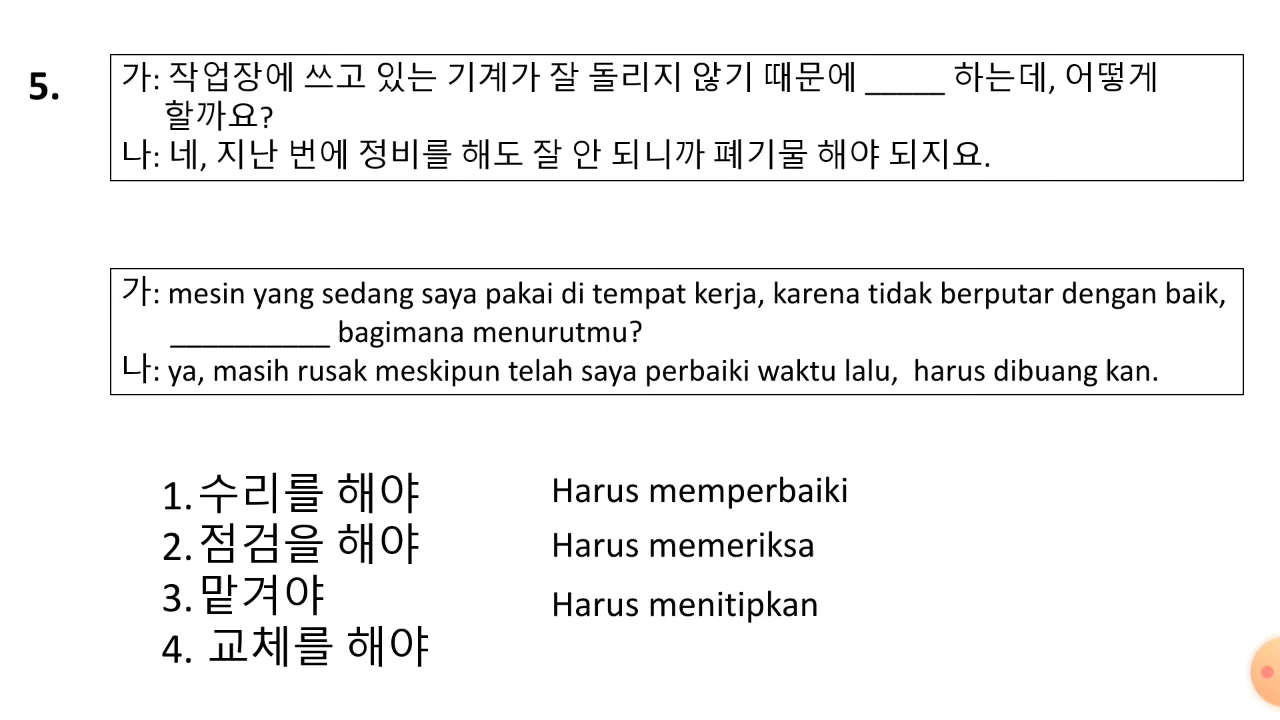 5.
가: 작업장에 쓰고 있는 기계가 잘 돌리지 않기 때문에 _____ 하는데, 어떻게
할까요?
나: 네, 지난 번에 정비를 해도 잘 안 되니까 폐기물 해야 되지요.
가: mesin yang sedang saya pakai di tempat kerja, karena tidak berputar dengan baik,
__________ bagimana menurutmu?
나: ya, masih rusak meskipun telah saya perbaiki waktu lalu, harus dibuang kan.
1. 수리를 해야 Harus memperbaiki
2. 점검을 해야 Harus memeriksa
3. 맡겨야 Harus menitipkan
4. 교체를 해야